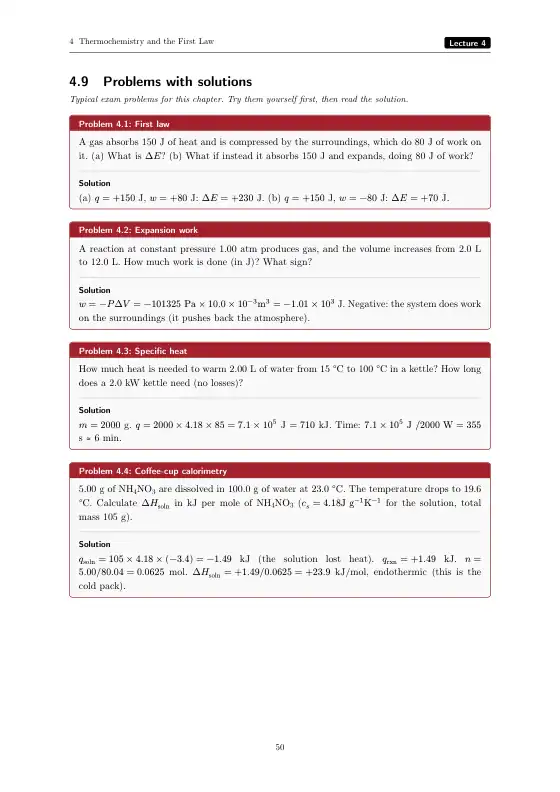 4 Thermochemistry and the First Law
Lecture 4
4.9 Problems with solutions
Typical exam problems for this chapter. Try them yourself first, then read the solution.
Problem 4.1: First law
A gas absorbs 150 J of heat and is compressed by the surroundings, which do 80 J of work on
it. (a) What is ΔE? (b) What if instead it absorbs 150 J and expands, doing 80 J of work?
Solution
(a) q = +150 J, w = +80 J: ΔE = +230 J. (b) q = +150 J, w = −80 J: ΔE = +70 J.
Problem 4.2: Expansion work
A reaction at constant pressure 1.00 atm produces gas, and the volume increases from 2.0 L
to 12.0 L. How much work is done (in J)? What sign?
Solution
w = −PΔV = −101325 Pa × 10.0 × 10⁻³m³ = −1.01 × 10³ J. Negative: the system does work
on the surroundings (it pushes back the atmosphere).
Problem 4.3: Specific heat
How much heat is needed to warm 2.00 L of water from 15 °C to 100 °C in a kettle? How long
does a 2.0 kW kettle need (no losses)?
Solution
m = 2000 g. q = 2000 × 4.18 × 85 = 7.1 × 10⁵ J = 710 kJ. Time: 7.1 × 10⁵ J /2000 W = 355
s ≈ 6 min.
Problem 4.4: Coffee-cup calorimetry
5.00 g of NH₄NO₃ are dissolved in 100.0 g of water at 23.0 °C. The temperature drops to 19.6
°C. Calculate ΔH_soln in kJ per mole of NH₄NO₃ (cₛ = 4.18J g⁻¹K⁻¹ for the solution, total
mass 105 g).
Solution
q_soln = 105 × 4.18 × (−3.4) = −1.49 kJ (the solution lost heat). q_rxn = +1.49 kJ. n =
5.00/80.04 = 0.0625 mol. ΔH_soln = +1.49/0.0625 = +23.9 kJ/mol, endothermic (this is the
cold pack).
50